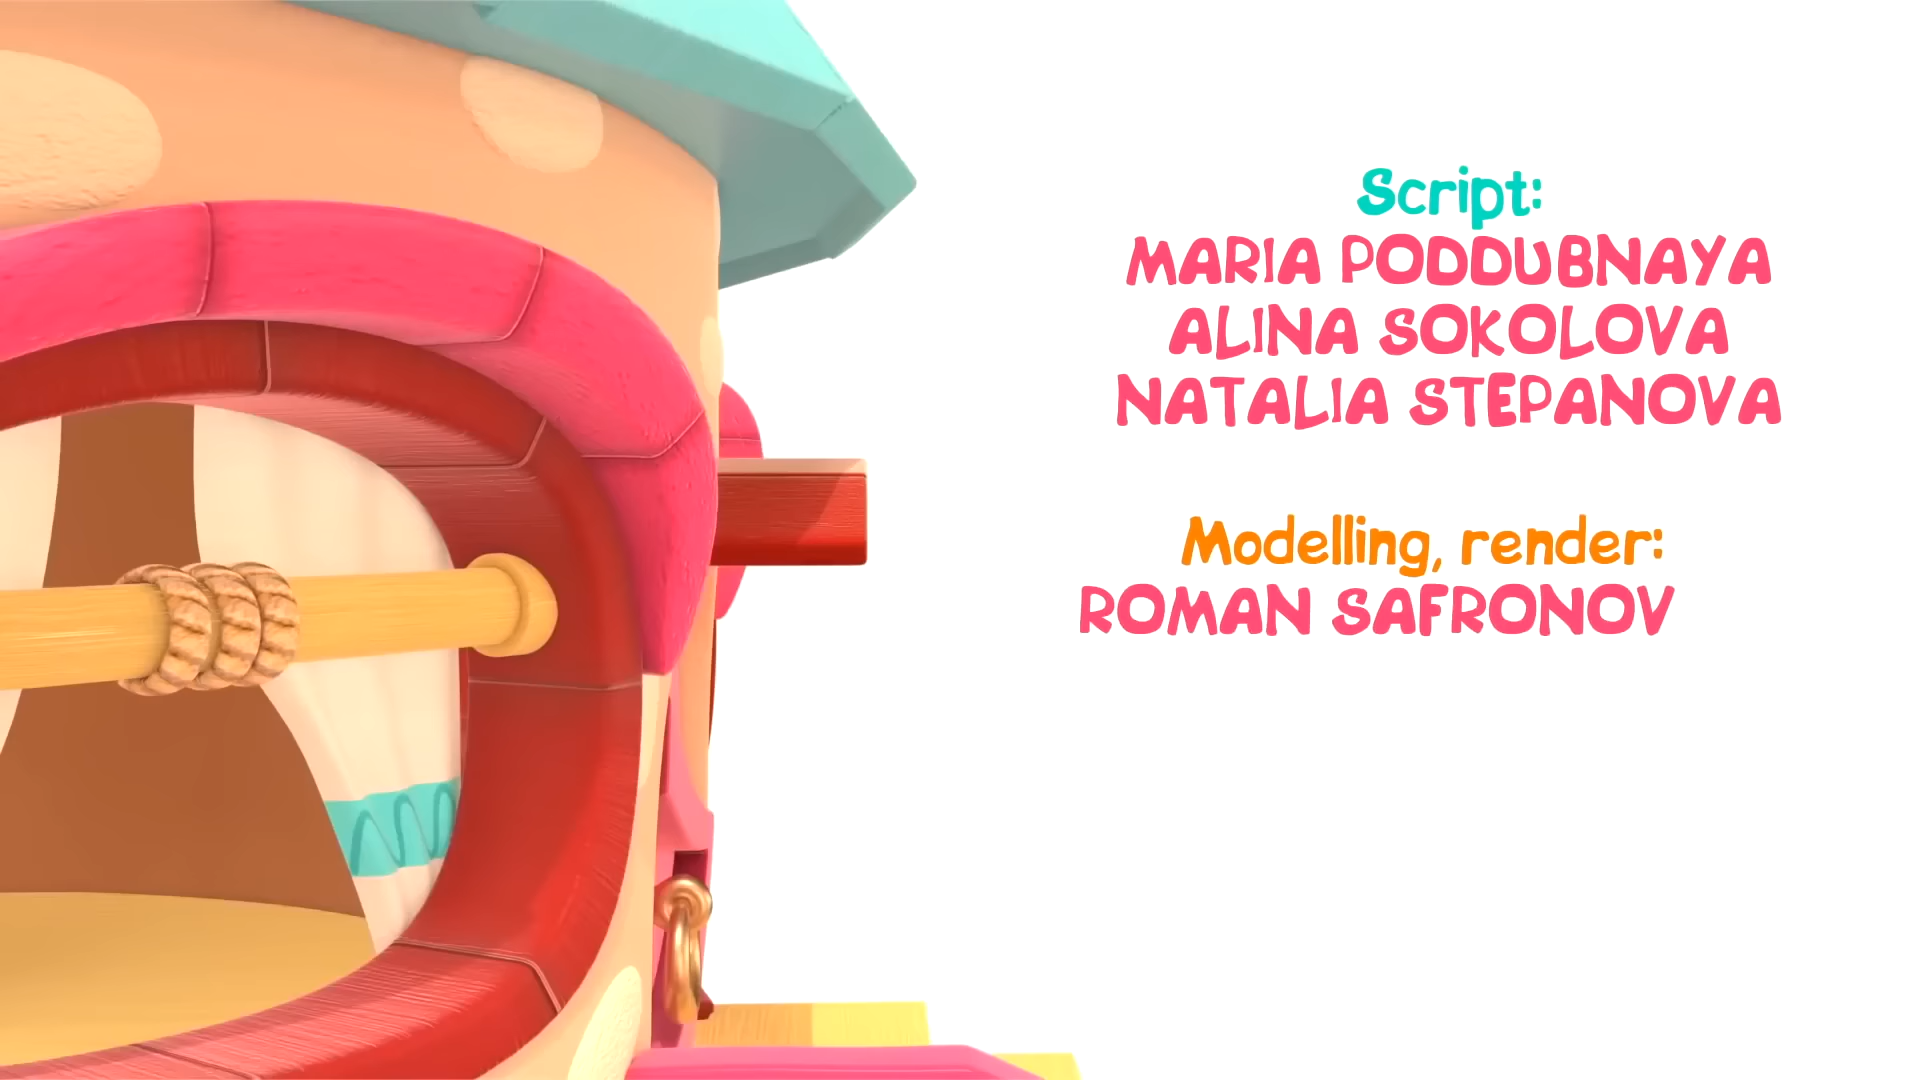 Script:
MARIA PODDUBNAYA
ALINA SOKOLOVA
NATALIA STEPANOVA
Modelling, render:
ROMAN SAFRONOV